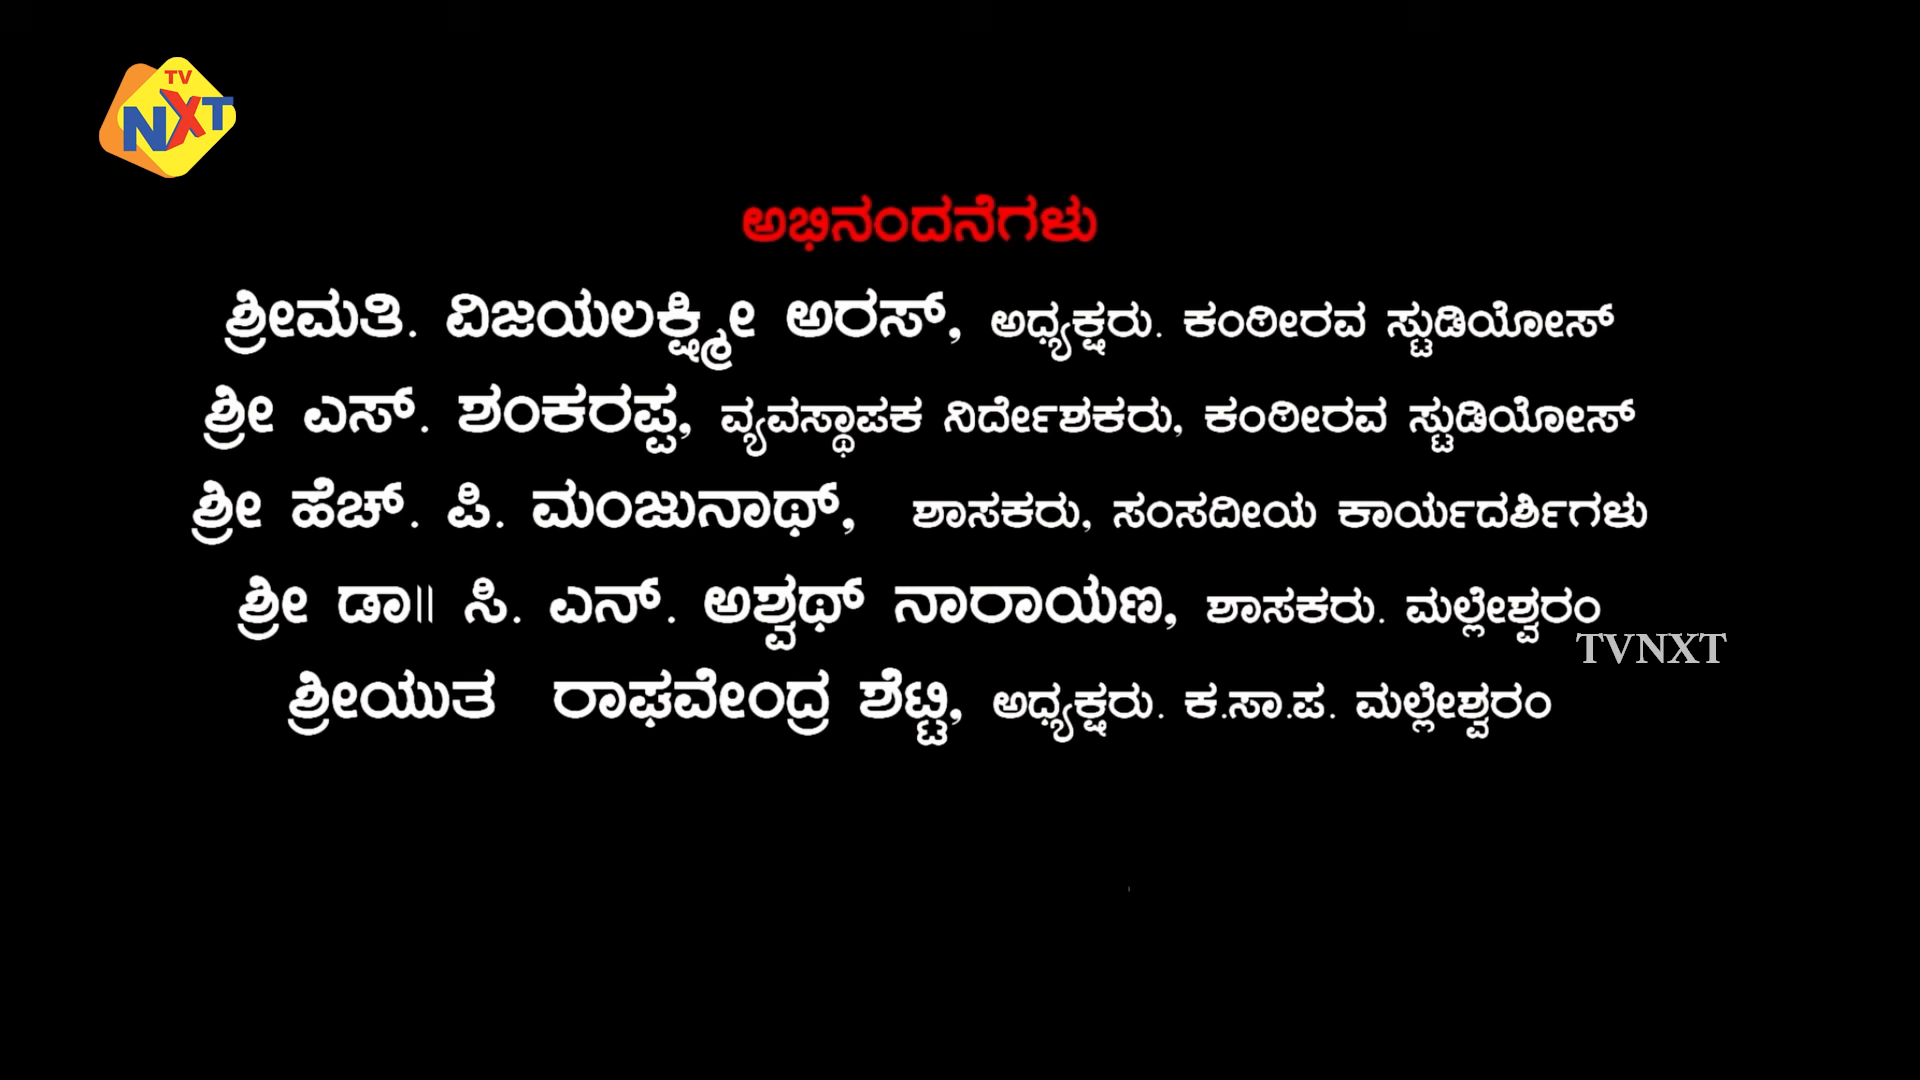 TV
NXT
ಅಭಿನಂದನೆಗಳು
ಶ್ರೀಮತಿ. ವಿಜಯಲಕ್ಷ್ಮೀ ಅರಸ್, ಅಧ್ಯಕ್ಷರು. ಕಂಠೀರವ ಸ್ಟುಡಿಯೋಸ್
ಶ್ರೀ ಎಸ್. ಶಂಕರಪ್ಪ, ವ್ಯವಸ್ಥಾಪಕ ನಿರ್ದೇಶಕರು, ಕಂಠೀರವ ಸ್ಟುಡಿಯೋಸ್
ಶ್ರೀ ಹೆಚ್. ಪಿ. ಮಂಜುನಾಥ್, ಶಾಸಕರು, ಸಂಸದೀಯ ಕಾರ್ಯದರ್ಶಿಗಳು
ಶ್ರೀ ಡಾ॥ ಸಿ. ಎನ್. ಅಶ್ವಥ್ ನಾರಾಯಣ, ಶಾಸಕರು. ಮಲ್ಲೇಶ್ವರಂ
TVNXT
ಶ್ರೀಯುತ ರಾಘವೇಂದ್ರ ಶೆಟ್ಟಿ, ಅಧ್ಯಕ್ಷರು. ಕ.ಸಾ.ಪ. ಮಲ್ಲೇಶ್ವರಂ